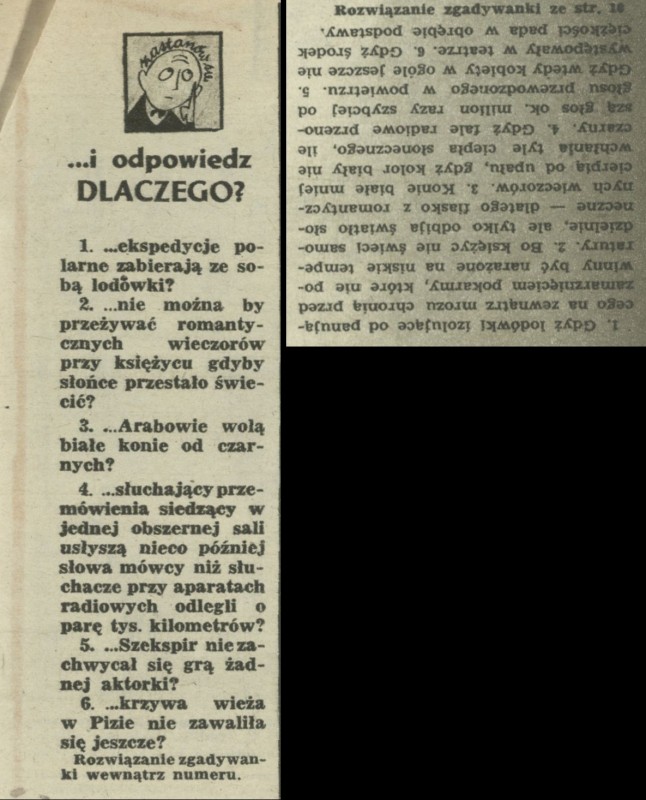 zastanów się
...i odpowiedz
DLACZEGO?
1. ...ekspedycje po-
larne zabierają ze so-
bą lodówki?
2. ...nie można by
przeżywać romanty-
cznych wieczorów
przy księżycu gdyby
słońce przestało świe-
cić?
3. ...Arabowie wolą
białe konie od czar-
nych?
4. ...słuchający prze-
mówienia siedzący w
jednej obszernej sali
usłyszą nieco później
słowa mówcy niż słu-
chacze przy aparatach
radiowych odlegli o
parę tys. kilometrów?
5. ...Szekspir nie za-
chwycał się grą żad-
nej aktorki?
6. ...krzywa wieża
w Pizie nie zawaliła
się jeszcze?
Rozwiązanie zgadywan-
ki wewnątrz numeru.
Rozwiązanie zgadywanki ze str. 16
1. Gdyż lodówki izolujące od panują-
cego na zewnątrz mrozu chronią przed
zamarznięciem pokarmy, które nie po-
winny być narażone na niskie tempe-
ratury. 2. Bo księżyc nie świeci samo-
dzielnie, ale tylko odbija światło sło-
neczne — dlatego fiasko z romantycz-
nych wieczorów. 3. Konie białe mniej
cierpią od upału, gdyż kolor biały nie
wchłania tyle ciepła słonecznego, ile
czarny. 4. Gdyż fale radiowe przeno-
szą głos ok. milion razy szybciej od
głosu przewodzonego w powietrzu. 5.
Gdyż wtedy kobiety w ogóle jeszcze nie
występowały w teatrze. 6. Gdyż środek
ciężkości pada w obrębie podstawy.